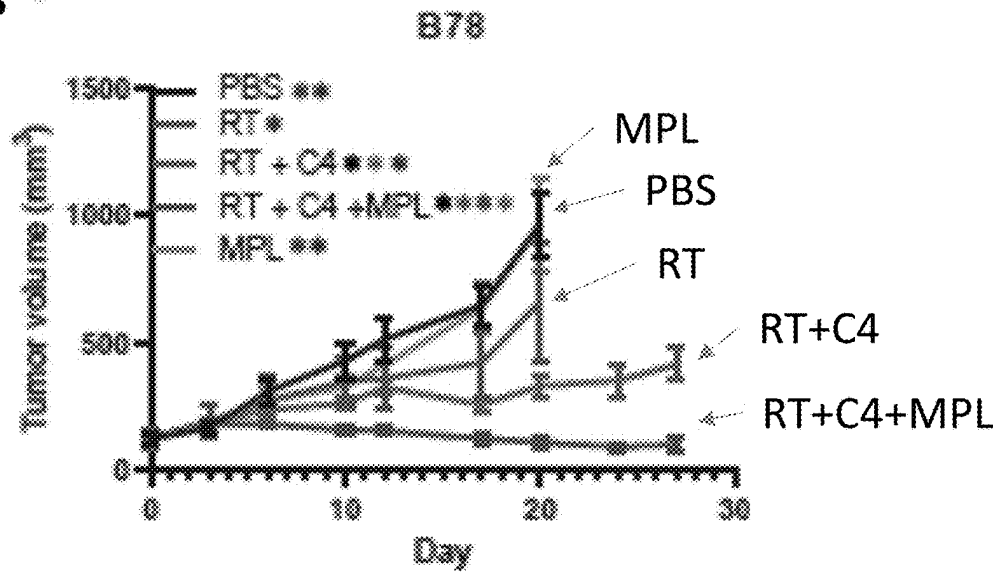 B78
1500
PBS **
RT *
RT + C4 ***
RT + C4 +MPL ****
MPL **
1000
500
0
Tumor volume (mm³)
0 10 20 30
Day
MPL
PBS
RT
RT+C4
RT+C4+MPL